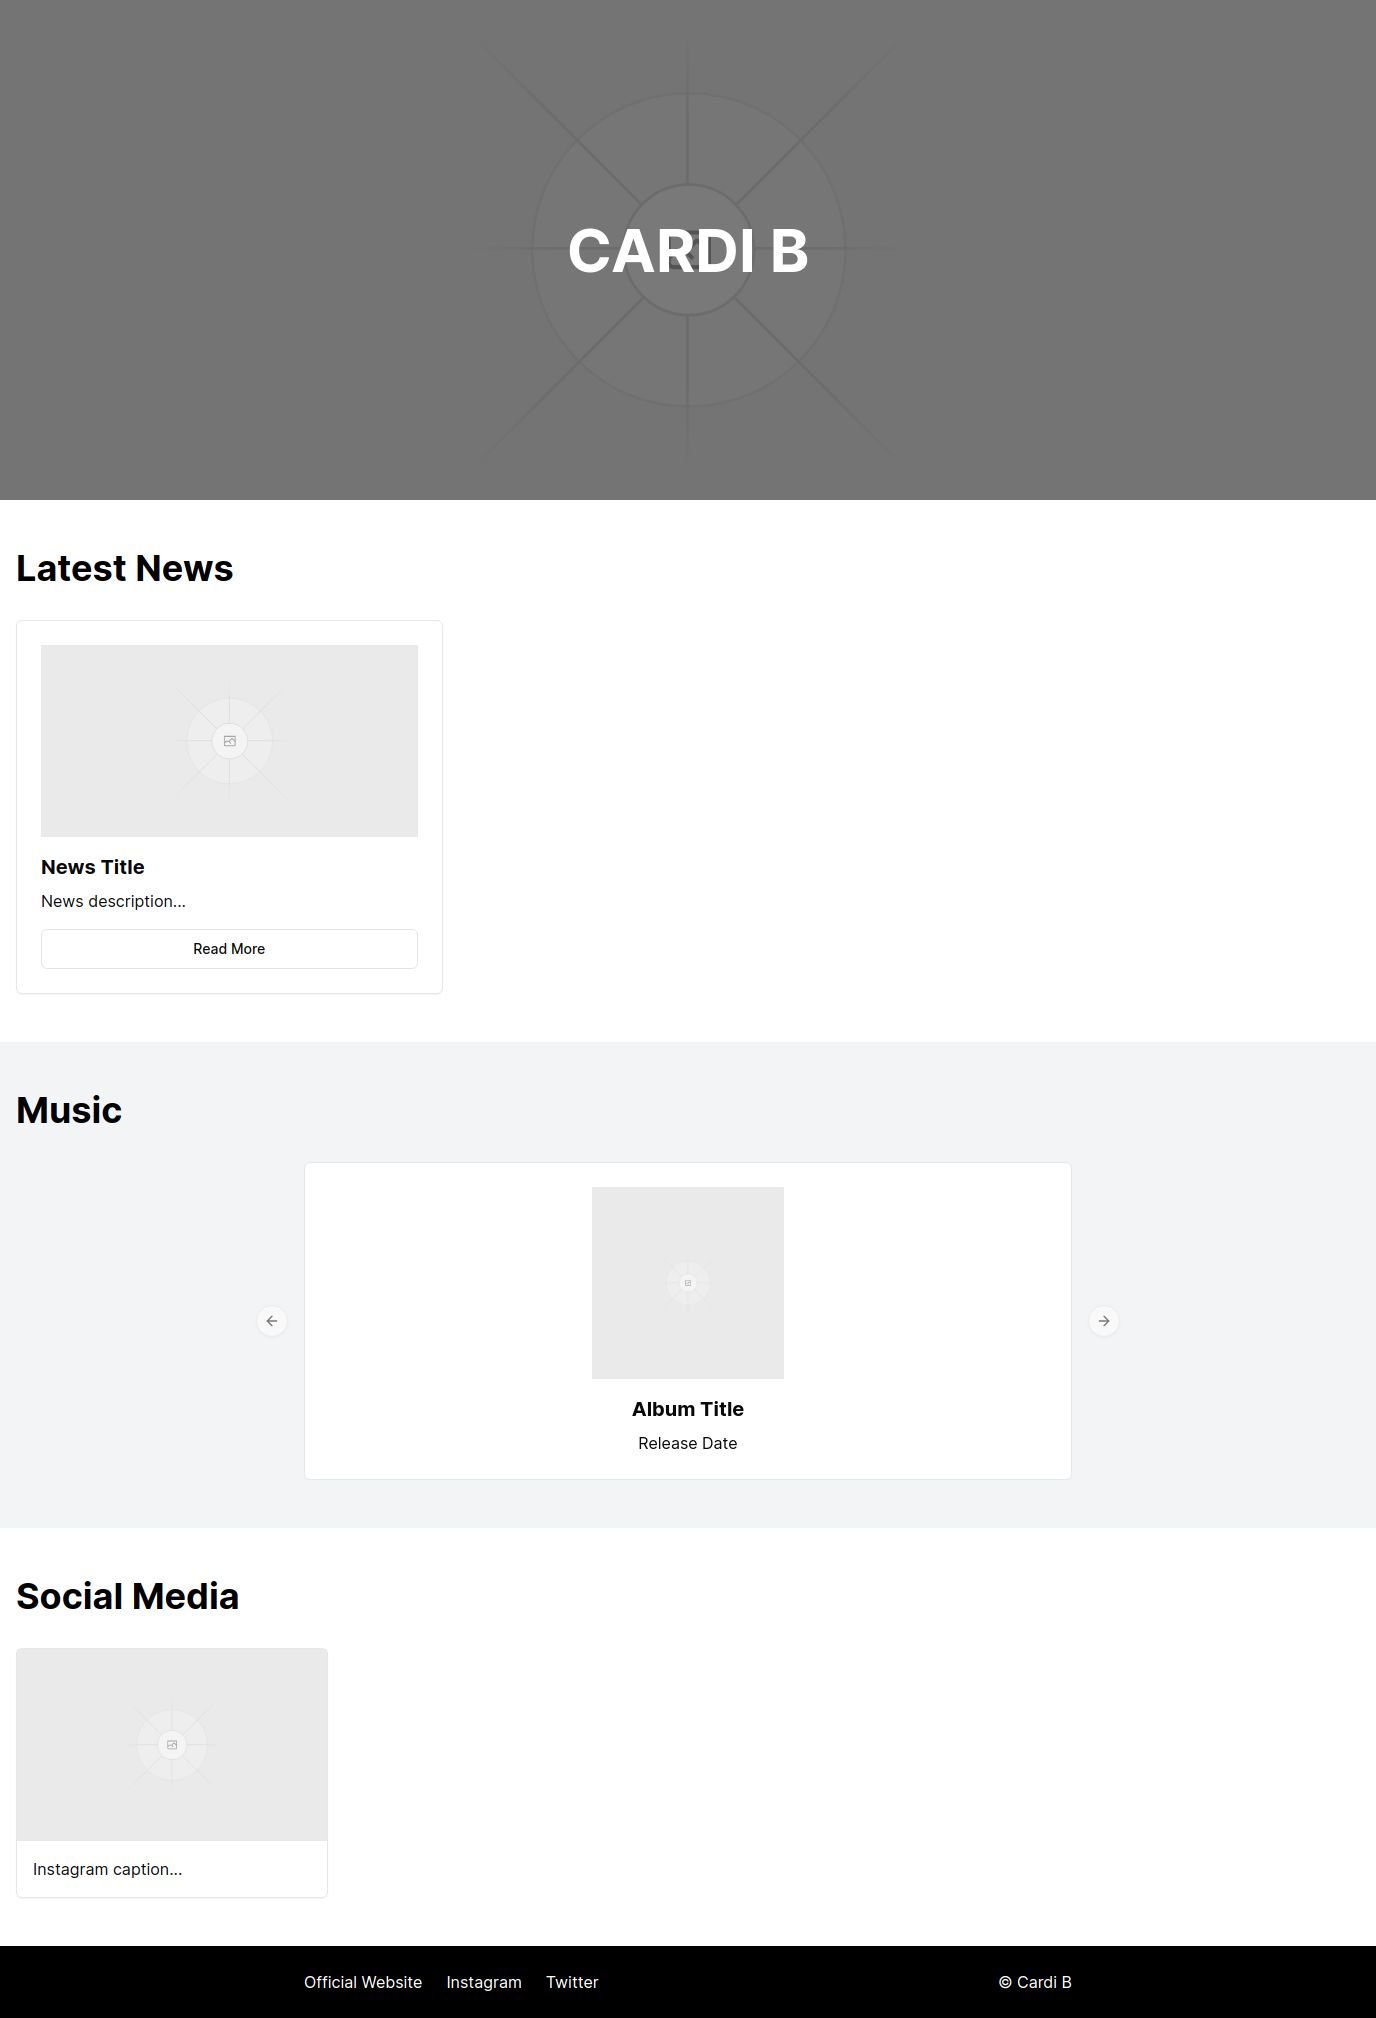 CARDI B
Latest News
News Title
News description...
Read More
Music
Album Title
Release Date
Social Media
Instagram caption...
Official Website Instagram Twitter © Cardi B